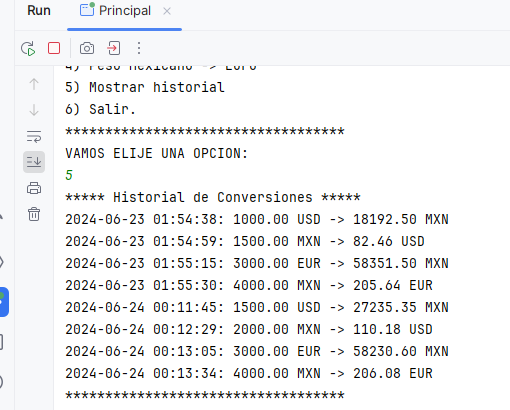 Run Principal
4) Peso Mexicano -> Euro
5) Mostrar historial
6) Salir.
***********************************
VAMOS ELIJE UNA OPCION:
5
***** Historial de Conversiones *****
2024-06-23 01:54:38: 1000.00 USD -> 18192.50 MXN
2024-06-23 01:54:59: 1500.00 MXN -> 82.46 USD
2024-06-23 01:55:15: 3000.00 EUR -> 58351.50 MXN
2024-06-23 01:55:30: 4000.00 MXN -> 205.64 EUR
2024-06-24 00:11:45: 1500.00 USD -> 27235.35 MXN
2024-06-24 00:12:29: 2000.00 MXN -> 110.18 USD
2024-06-24 00:13:05: 3000.00 EUR -> 58230.60 MXN
2024-06-24 00:13:34: 4000.00 MXN -> 206.08 EUR
***********************************